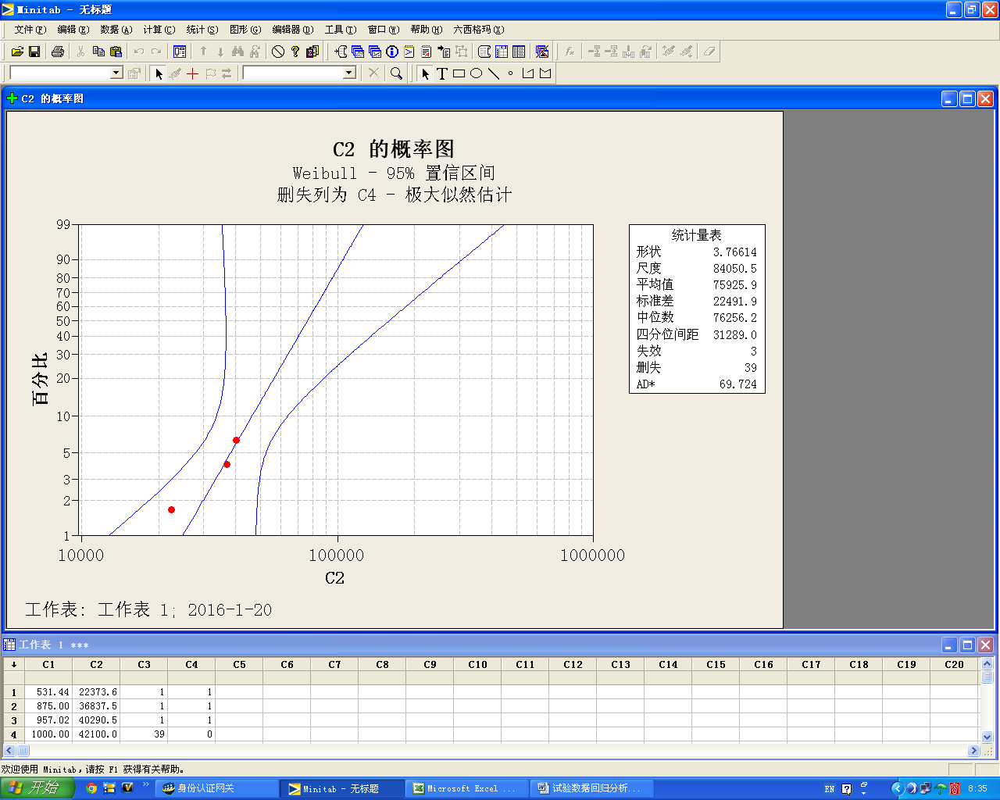 Minitab - 无标题
文件(F) 编辑(E) 数据(A) 计算(C) 统计(S) 图形(G) 编辑器(D) 工具(T) 窗口(W) 帮助(H) 六西格玛(X)
C2 的概率图
C2 的概率图
Weibull - 95% 置信区间
删失列为 C4 - 极大似然估计
99
90
80
70
60
50
40
30
20
10
5
3
2
1
百分比
10000 100000 1000000
C2
统计量表
形状 3.76614
尺度 84050.5
平均值 75925.9
标准差 22491.9
中位数 76256.2
四分位间距 31289.0
失效 3
删失 39
AD* 69.724
工作表: 工作表 1; 2016-1-20
工作表 1 ***
C1 C2 C3 C4 C5 C6 C7 C8 C9 C10 C11 C12 C13 C14 C15 C16 C17 C18 C19 C20
1 531.44 22373.6 1 1
2 875.00 36837.5 1 1
3 957.02 40290.5 1 1
4 1000.00 42100.0 39 0
欢迎使用 Minitab，请按 F1 获得有关帮助。
开始 身份认证网关 Minitab - 无标题 Microsoft Excel ... 试验数据回归分析... EN 8:35